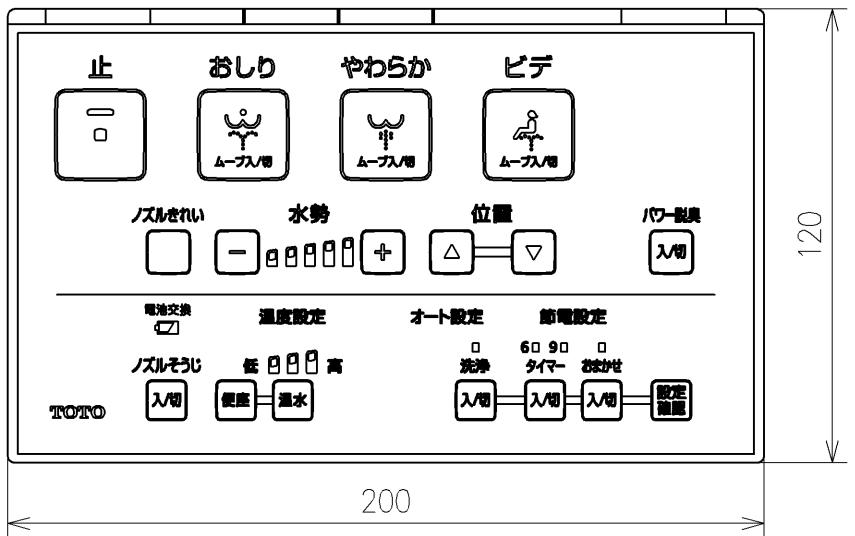 止 おしり やわらか ビデ
ムーブ入/切 ムーブ入/切 ムーブ入/切
ノズルきれい 水勢 位置 パワー脱臭
− + △ ▽ 入/切
電池交換 温度設定 オート設定 節電設定
6 9
ノズルそうじ 低 高 洗浄 タイマー おまかせ
入/切 便座 温水 入/切 入/切 入/切 設定
確認
TOTO
120
200